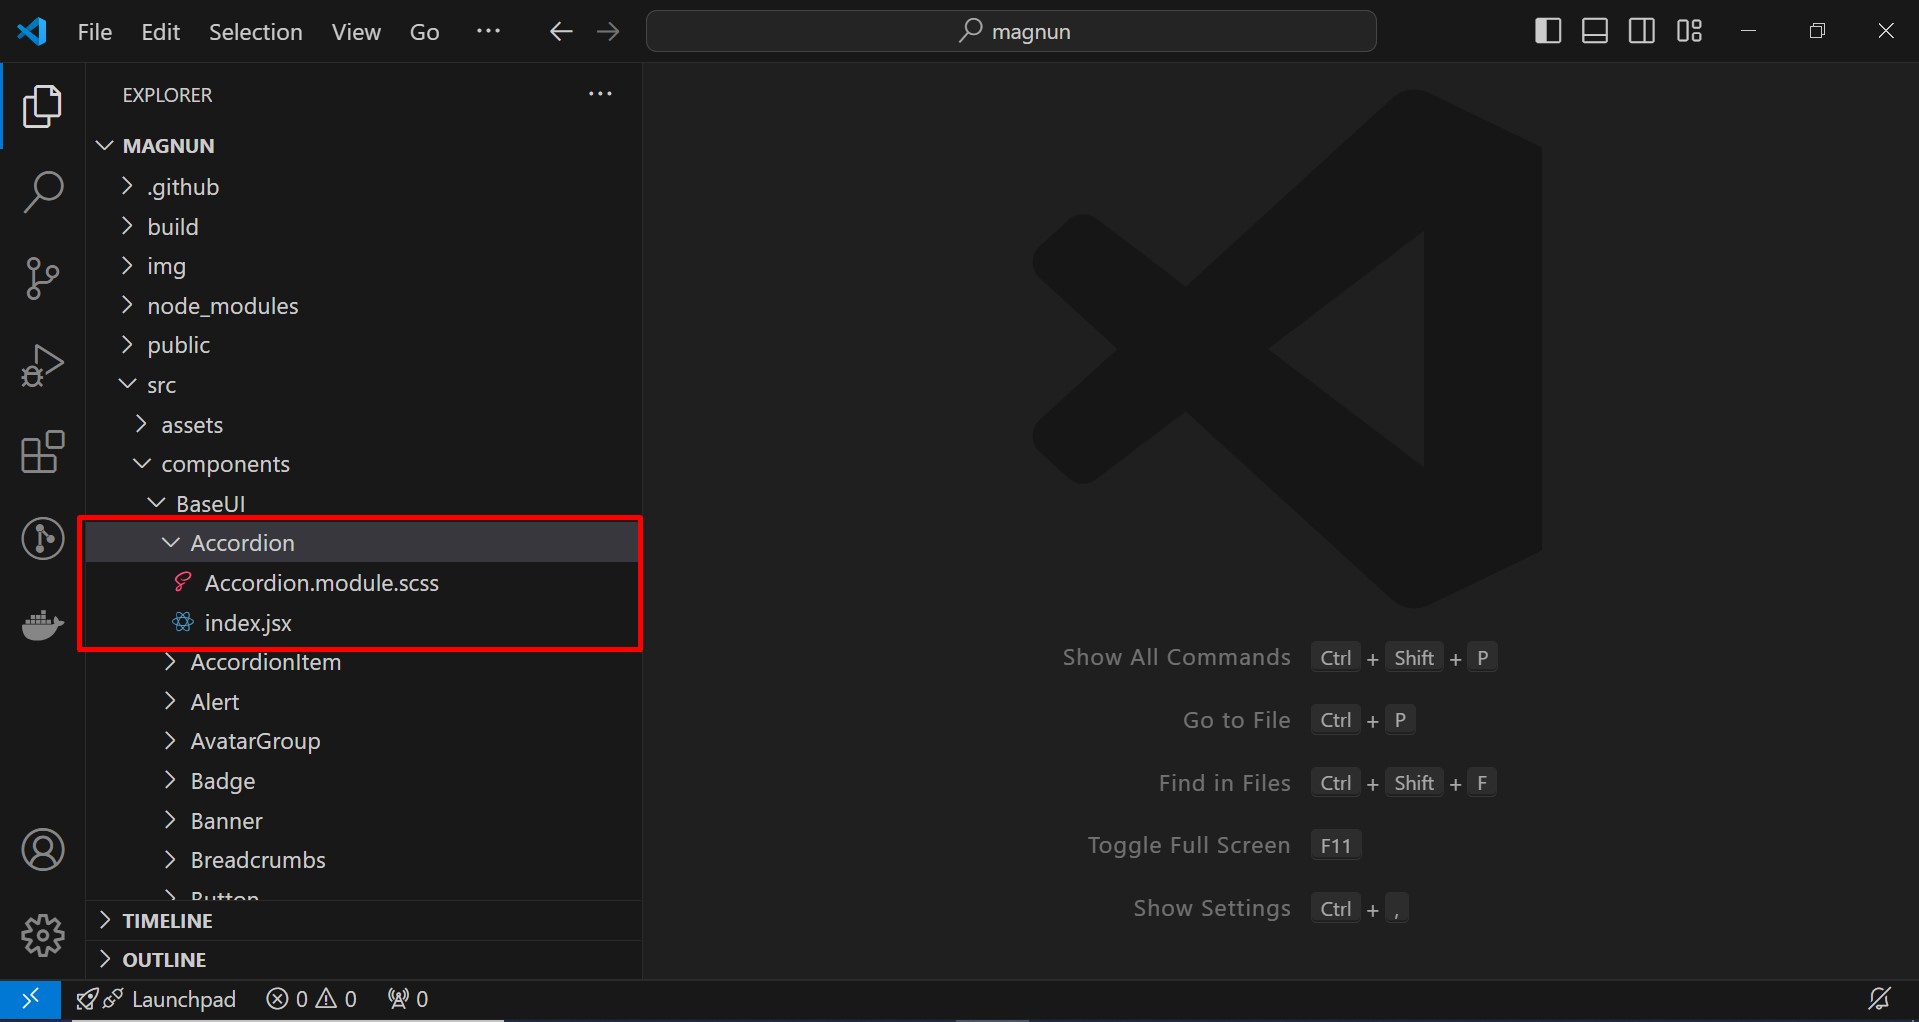 File Edit Selection View Go ··· magnun
EXPLORER ···
MAGNUN
.github
build
img
node_modules
public
src
assets
components
BaseUI
Accordion
Accordion.module.scss
index.jsx
AccordionItem
Alert
AvatarGroup
Badge
Banner
Breadcrumbs
Button
TIMELINE
OUTLINE
Show All Commands Ctrl + Shift + P
Go to File Ctrl + P
Find in Files Ctrl + Shift + F
Toggle Full Screen F11
Show Settings Ctrl + ,
Launchpad 0 0 0